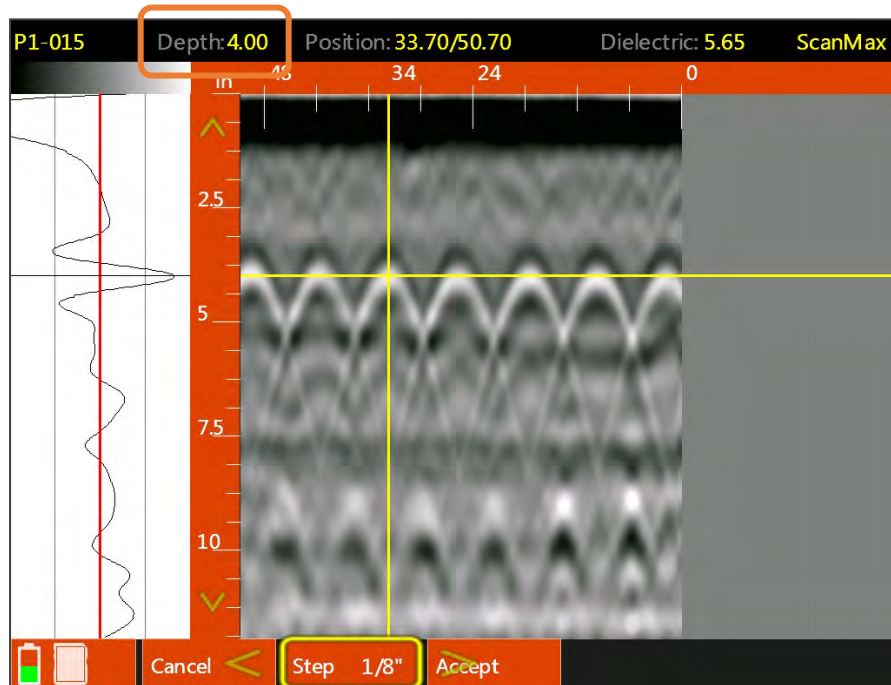 P1-015 Depth:4.00 Position: 33.70/50.70 Dielectric: 5.65 ScanMax
in 48 34 24 0
2.5
5
7.5
10
Cancel Step 1/8" Accept